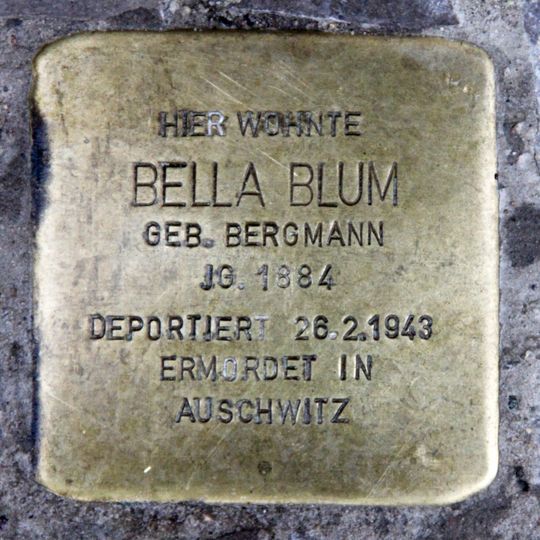 HIER WOHNTE
BELLA BLUM
GEB. BERGMANN
JG. 1884
DEPORTIERT 26.2.1943
ERMORDET IN
AUSCHWITZ